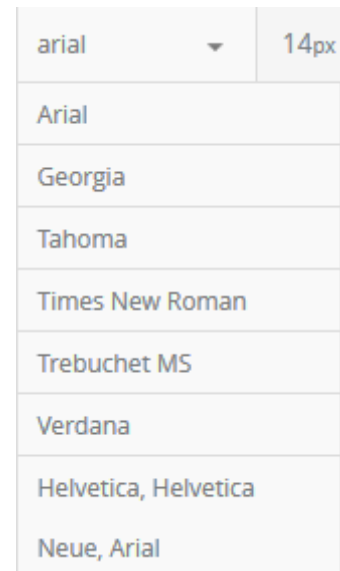 arial 14px
Arial
Georgia
Tahoma
Times New Roman
Trebuchet MS
Verdana
Helvetica, Helvetica
Neue, Arial